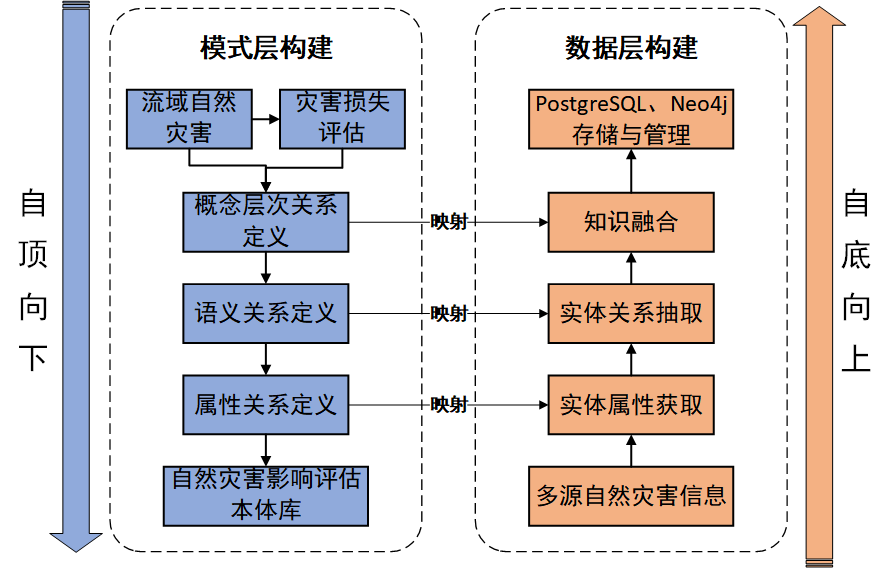 自
顶
向
下
模式层构建
流域自然
灾害
灾害损失
评估
概念层次关系
定义
语义关系定义
属性关系定义
自然灾害影响评估
本体库
映射
映射
映射
数据层构建
PostgreSQL、Neo4j
存储与管理
知识融合
实体关系抽取
实体属性获取
多源自然灾害信息
自
底
向
上